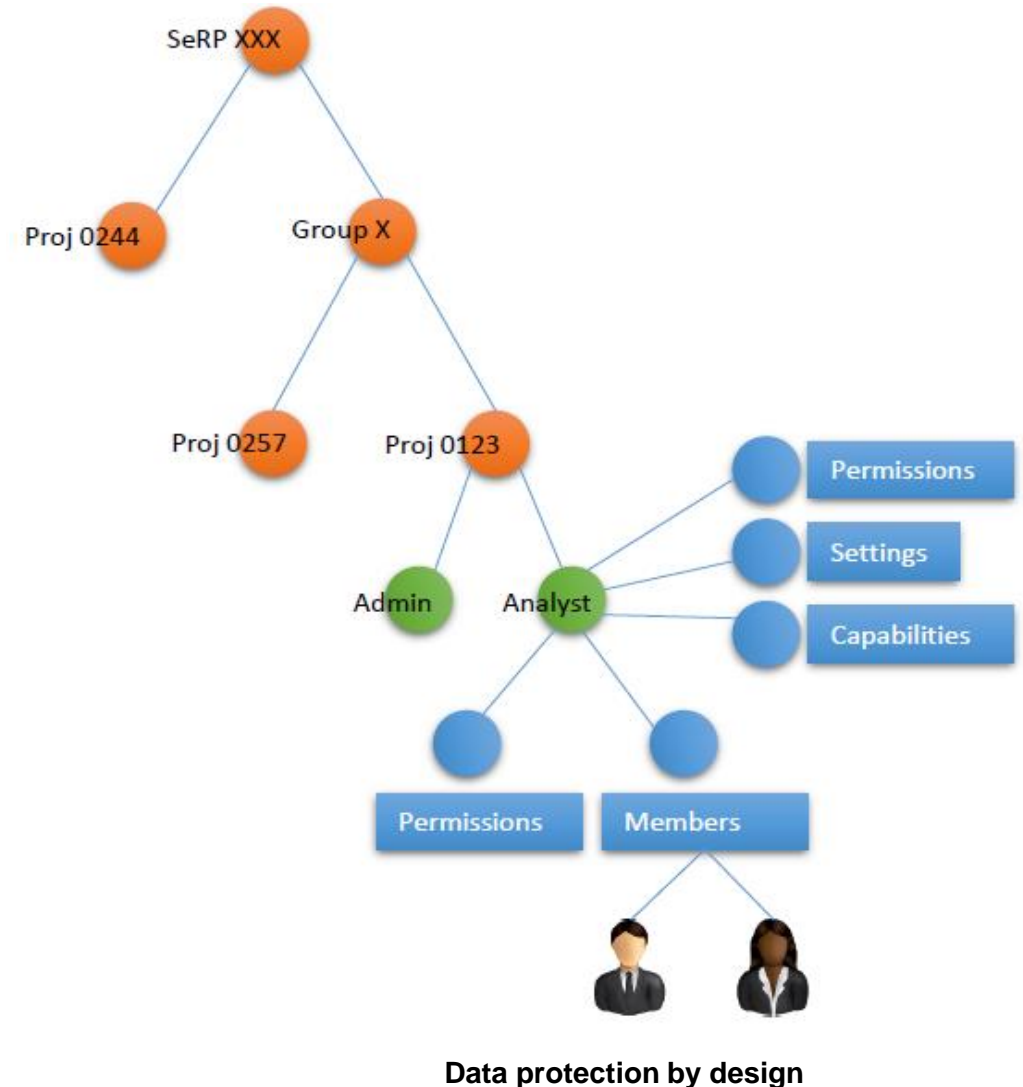 SeRP XXX
Proj 0244
Group X
Proj 0257
Proj 0123
Permissions
Settings
Admin
Analyst
Capabilities
Permissions
Members
Data protection by design